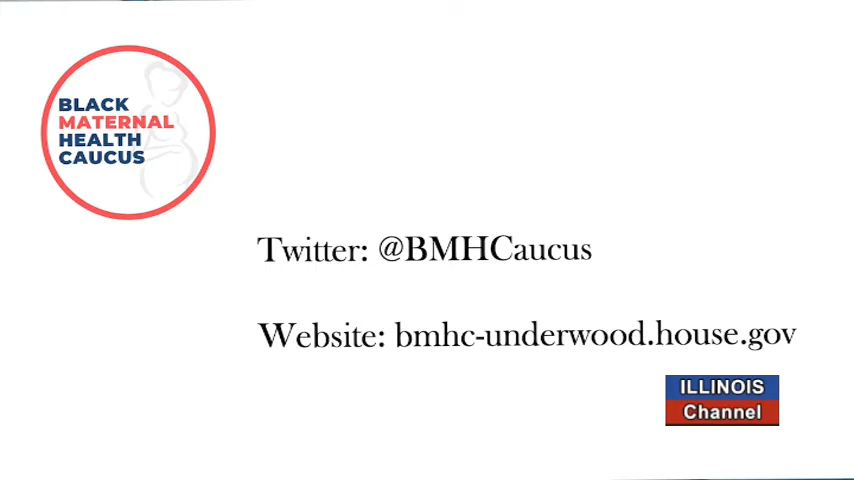 BLACK
MATERNAL
HEALTH
CAUCUS
Twitter: @BMHCaucus
Website: bmhc-underwood.house.gov
ILLINOIS
Channel